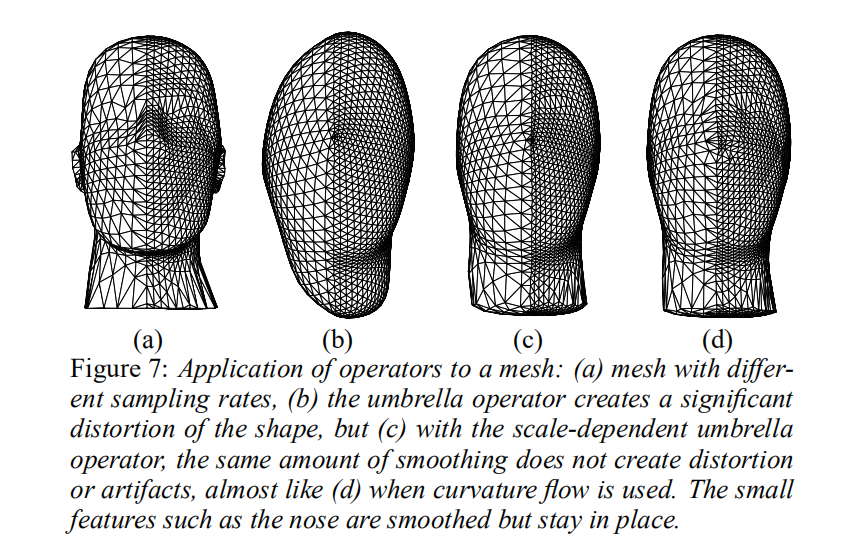 (a) (b) (c) (d)
Figure 7: Application of operators to a mesh: (a) mesh with differ-
ent sampling rates, (b) the umbrella operator creates a significant
distortion of the shape, but (c) with the scale-dependent umbrella
operator, the same amount of smoothing does not create distortion
or artifacts, almost like (d) when curvature flow is used. The small
features such as the nose are smoothed but stay in place.